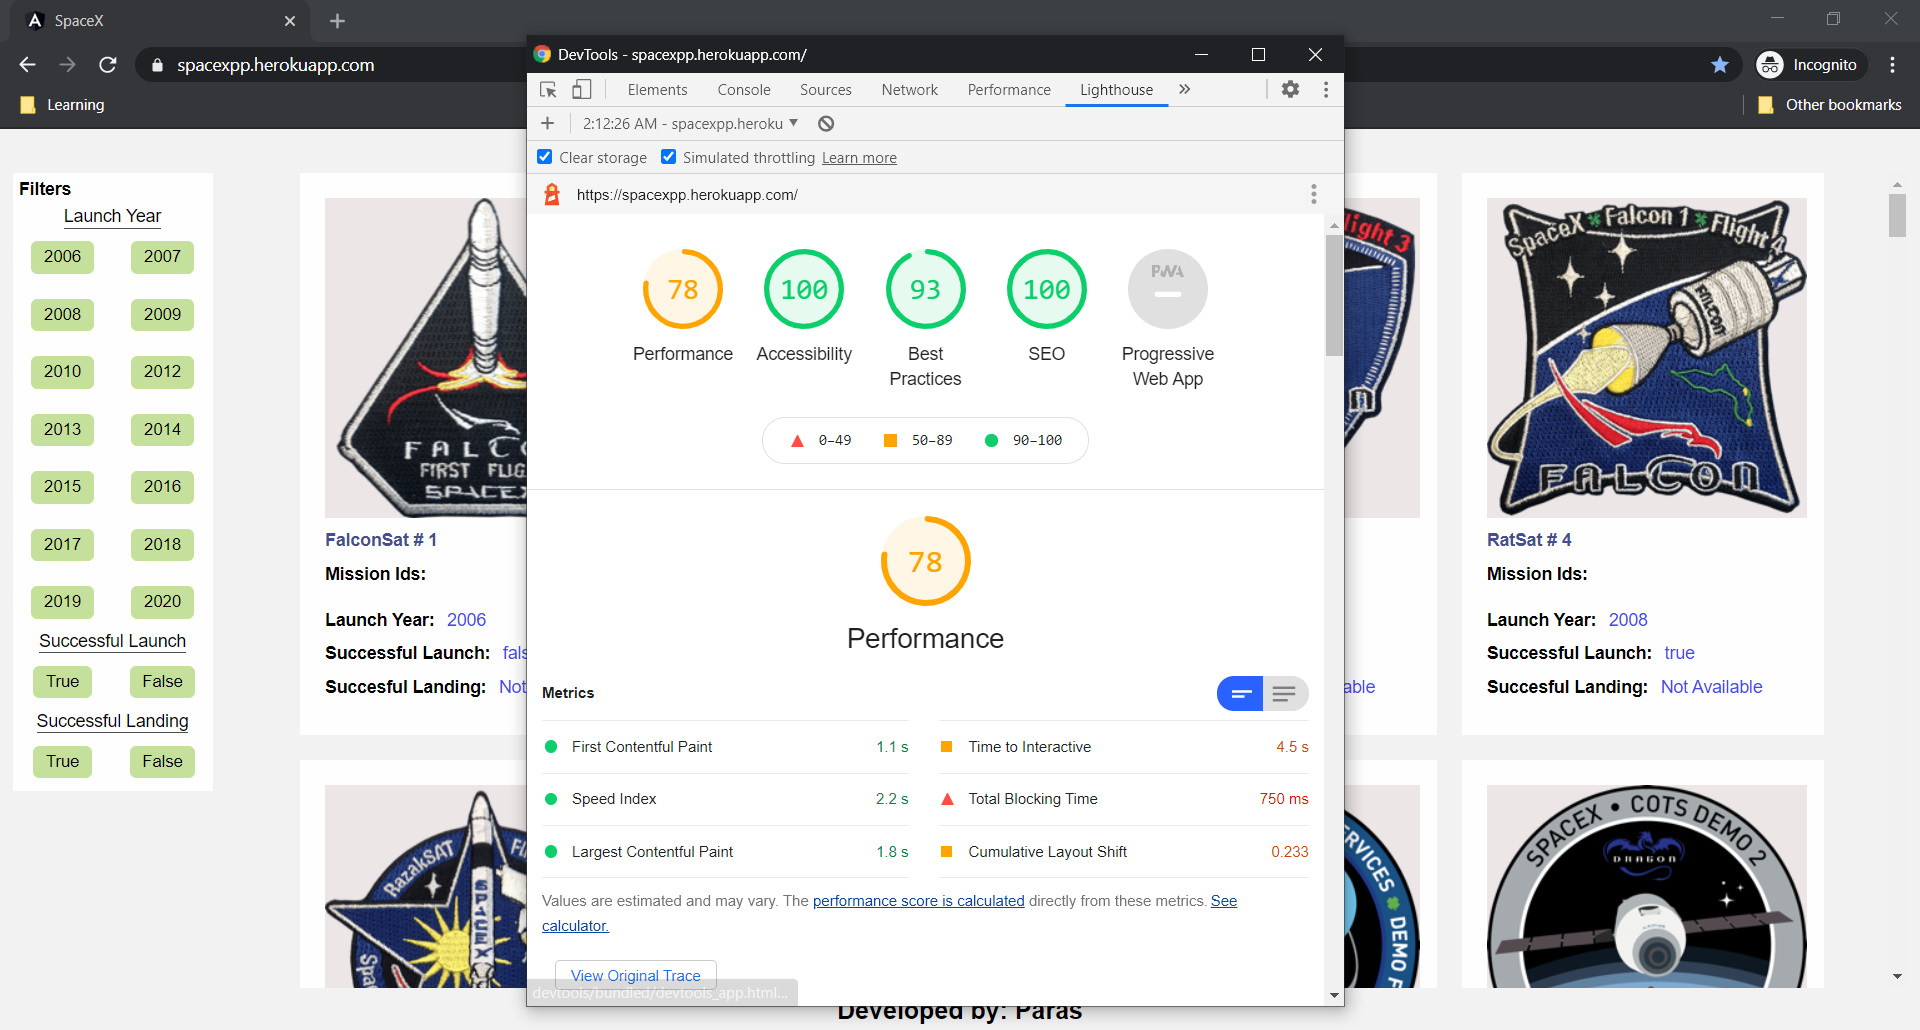 SpaceX
spacexpp.herokuapp.com
Incognito
Learning
Other bookmarks
DevTools - spacexpp.herokuapp.com/
Elements
Console
Sources
Network
Performance
Lighthouse
2:12:26 AM - spacexpp.heroku
Clear storage
Simulated throttling
Learn more
https://spacexpp.herokuapp.com/
78
100
93
100
PWA
Performance
Accessibility
Best
Practices
SEO
Progressive
Web App
0–49
50–89
90–100
78
Performance
Metrics
First Contentful Paint
1.1 s
Time to Interactive
4.5 s
Speed Index
2.2 s
Total Blocking Time
750 ms
Largest Contentful Paint
1.8 s
Cumulative Layout Shift
0.233
Values are estimated and may vary. The performance score is calculated directly from these metrics. See
calculator.
View Original Trace
devtools/bundled/devtools_app.html...
Filters
Launch Year
2006
2007
2008
2009
2010
2012
2013
2014
2015
2016
2017
2018
2019
2020
Successful Launch
True
False
Successful Landing
True
False
FIRST
SPACEX
FalconSat # 1
Mission Ids:
Launch Year: 2006
Successful Launch:
Succesful Landing: Not
Flight 3
able
SpaceX Falcon 1 Flight 4
FALCON
FALCON
RatSat # 4
Mission Ids:
Launch Year: 2008
Successful Launch: true
Succesful Landing: Not Available
RazakSAT
SPACEX
DEMO
SPACEX • COTS DEMO 2
DRAGON
Developed by: Paras